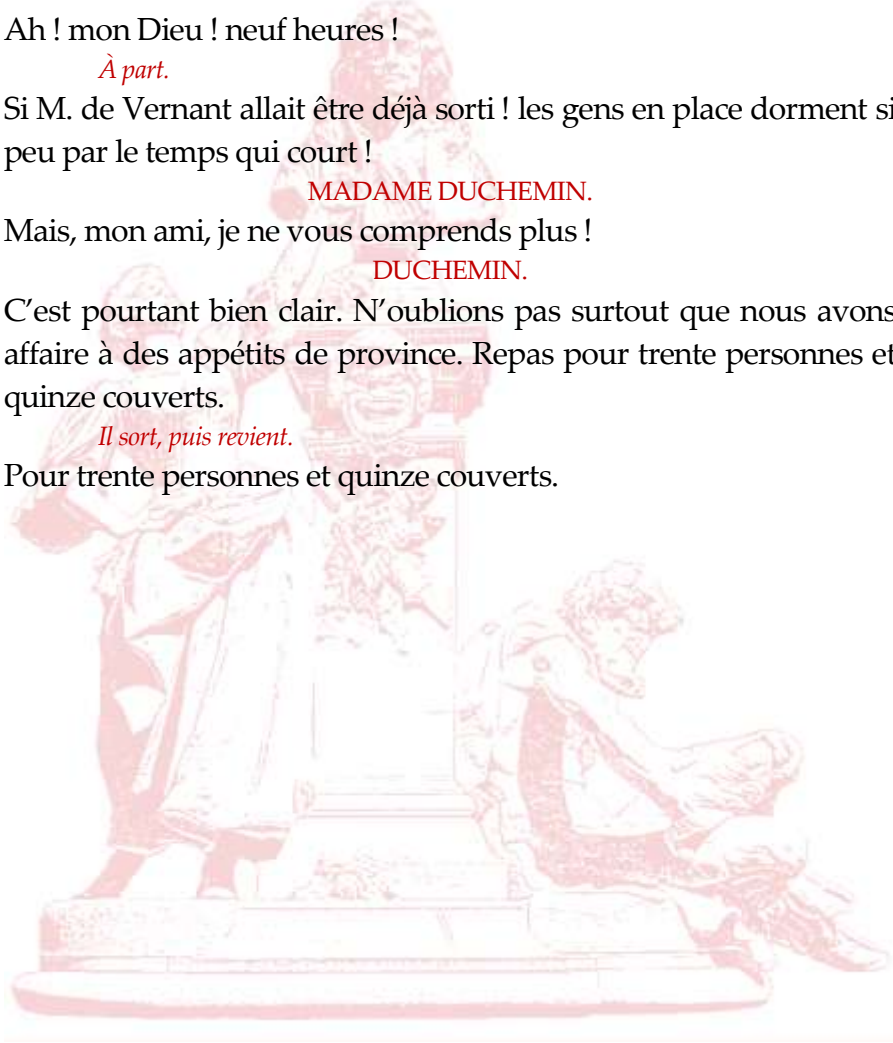 Ah ! mon Dieu ! neuf heures !
À part.
Si M. de Vernant allait être déjà sorti ! les gens en place dorment si
peu par le temps qui court !
MADAME DUCHEMIN.
Mais, mon ami, je ne vous comprends plus !
DUCHEMIN.
C’est pourtant bien clair. N’oublions pas surtout que nous avons
affaire à des appétits de province. Repas pour trente personnes et
quinze couverts.
Il sort, puis revient.
Pour trente personnes et quinze couverts.